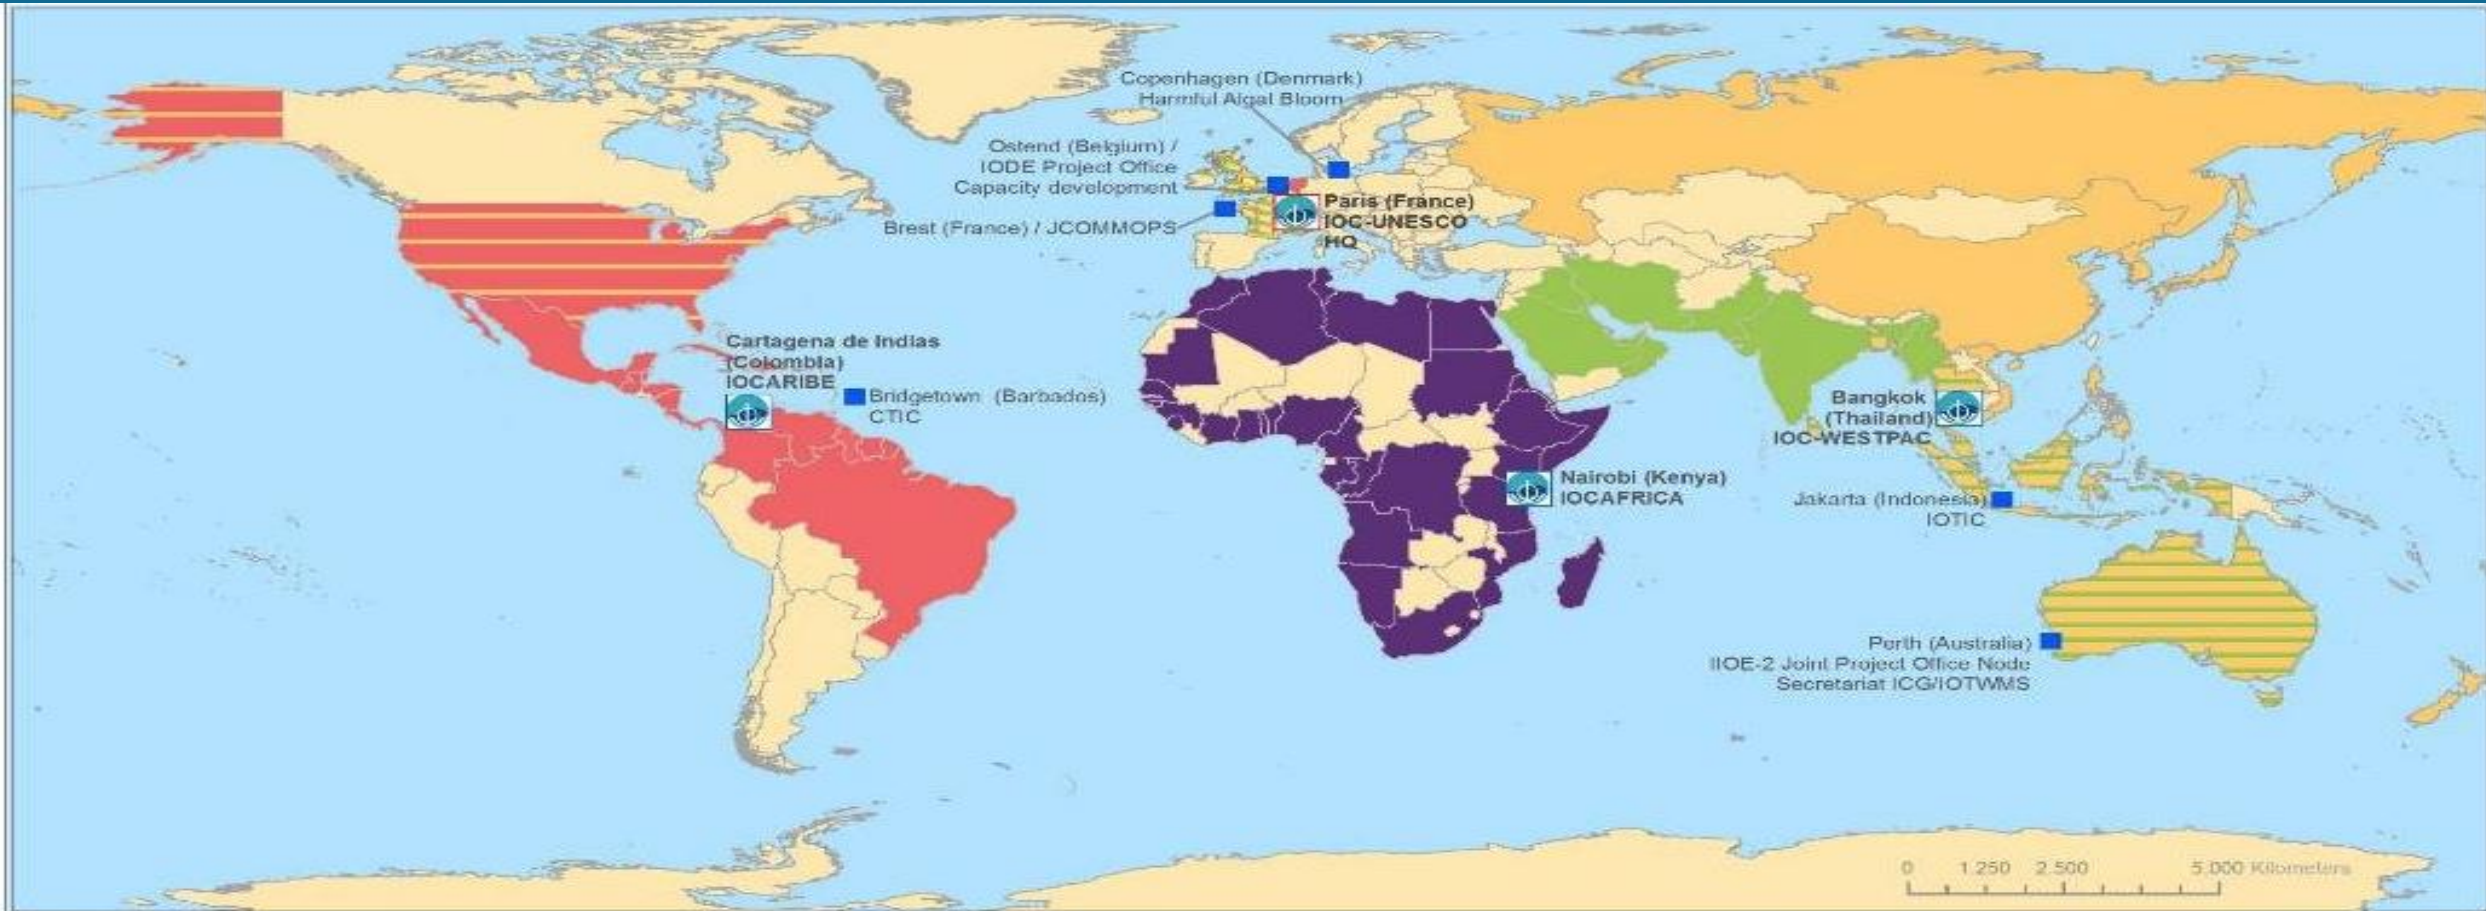 Copenhagen (Denmark)
Harmful Algal Bloom
Ostend (Belgium) /
IODE Project Office
Capacity development
Brest (France) / JCOMMOPS
Paris (France)
IOC-UNESCO
HQ
Cartagena de Indias
(Colombia)
IOCARIBE
Bridgetown (Barbados)
CTIC
Bangkok
(Thailand)
IOC-WESTPAC
Nairobi (Kenya)
IOCAFRICA
Jakarta (Indonesia)
IOTIC
Perth (Australia)
IIOE-2 Joint Project Office Node
Secretariat ICG/IOTWMS
0 1.250 2.500 5.000 Kilometers